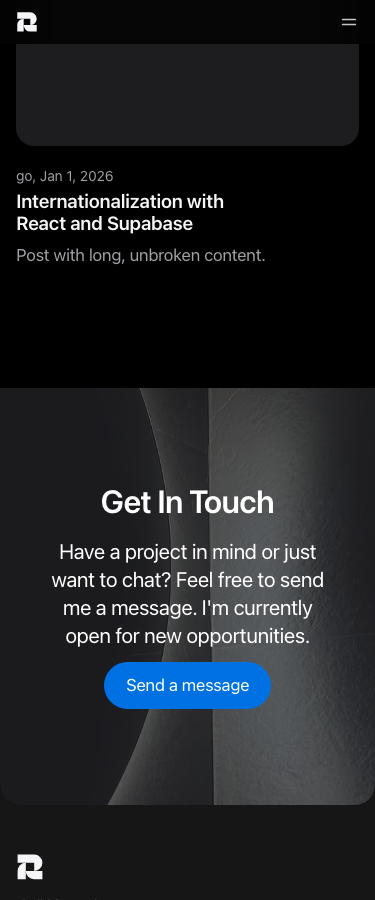 go, Jan 1, 2026
Internationalization with
React and Supabase
Post with long, unbroken content.
Get In Touch
Have a project in mind or just
want to chat? Feel free to send
me a message. I'm currently
open for new opportunities.
Send a message